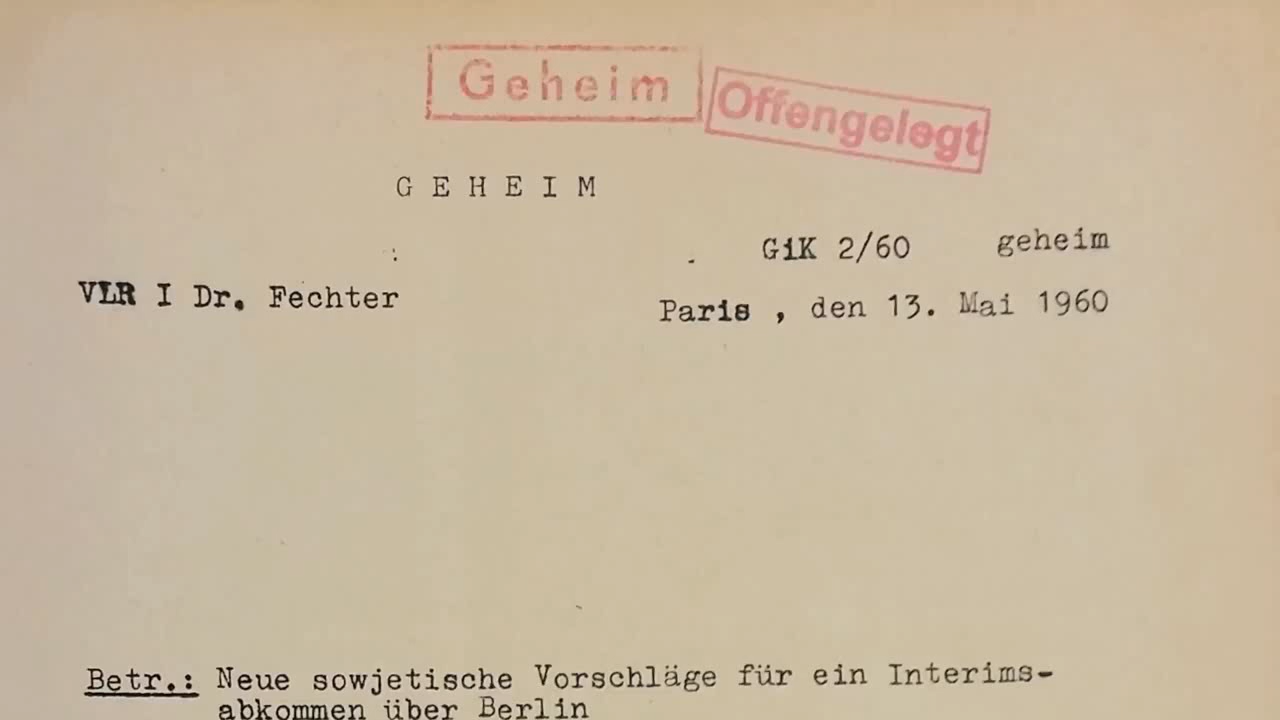 Geheim
Offengelegt
G E H E I M
GiK 2/60 geheim
VLR I Dr. Fechter
Paris , den 13. Mai 1960
Betr.: Neue sowjetische Vorschläge für ein Interims-
abkommen über Berlin